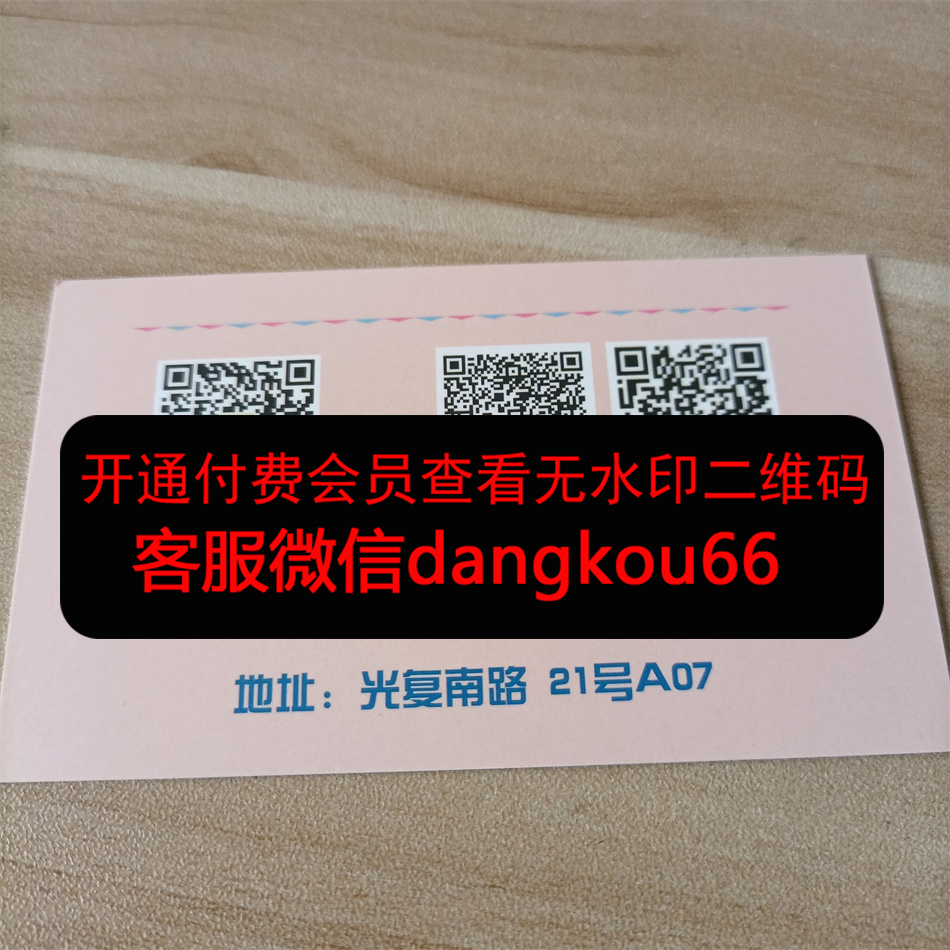 开通付费会员查看无水印二维码
客服微信dangkou66
地址：光复南路 21号A07